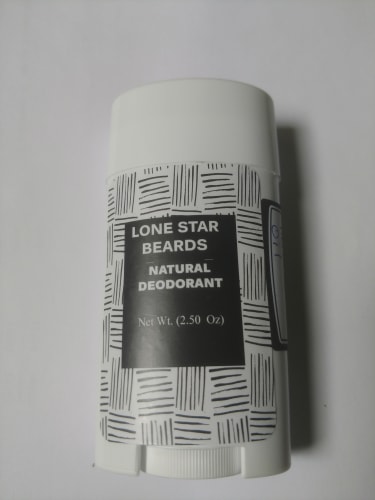 LONE STAR
BEARDS
NATURAL
DEODORANT
Net Wt. (2.50 Oz)